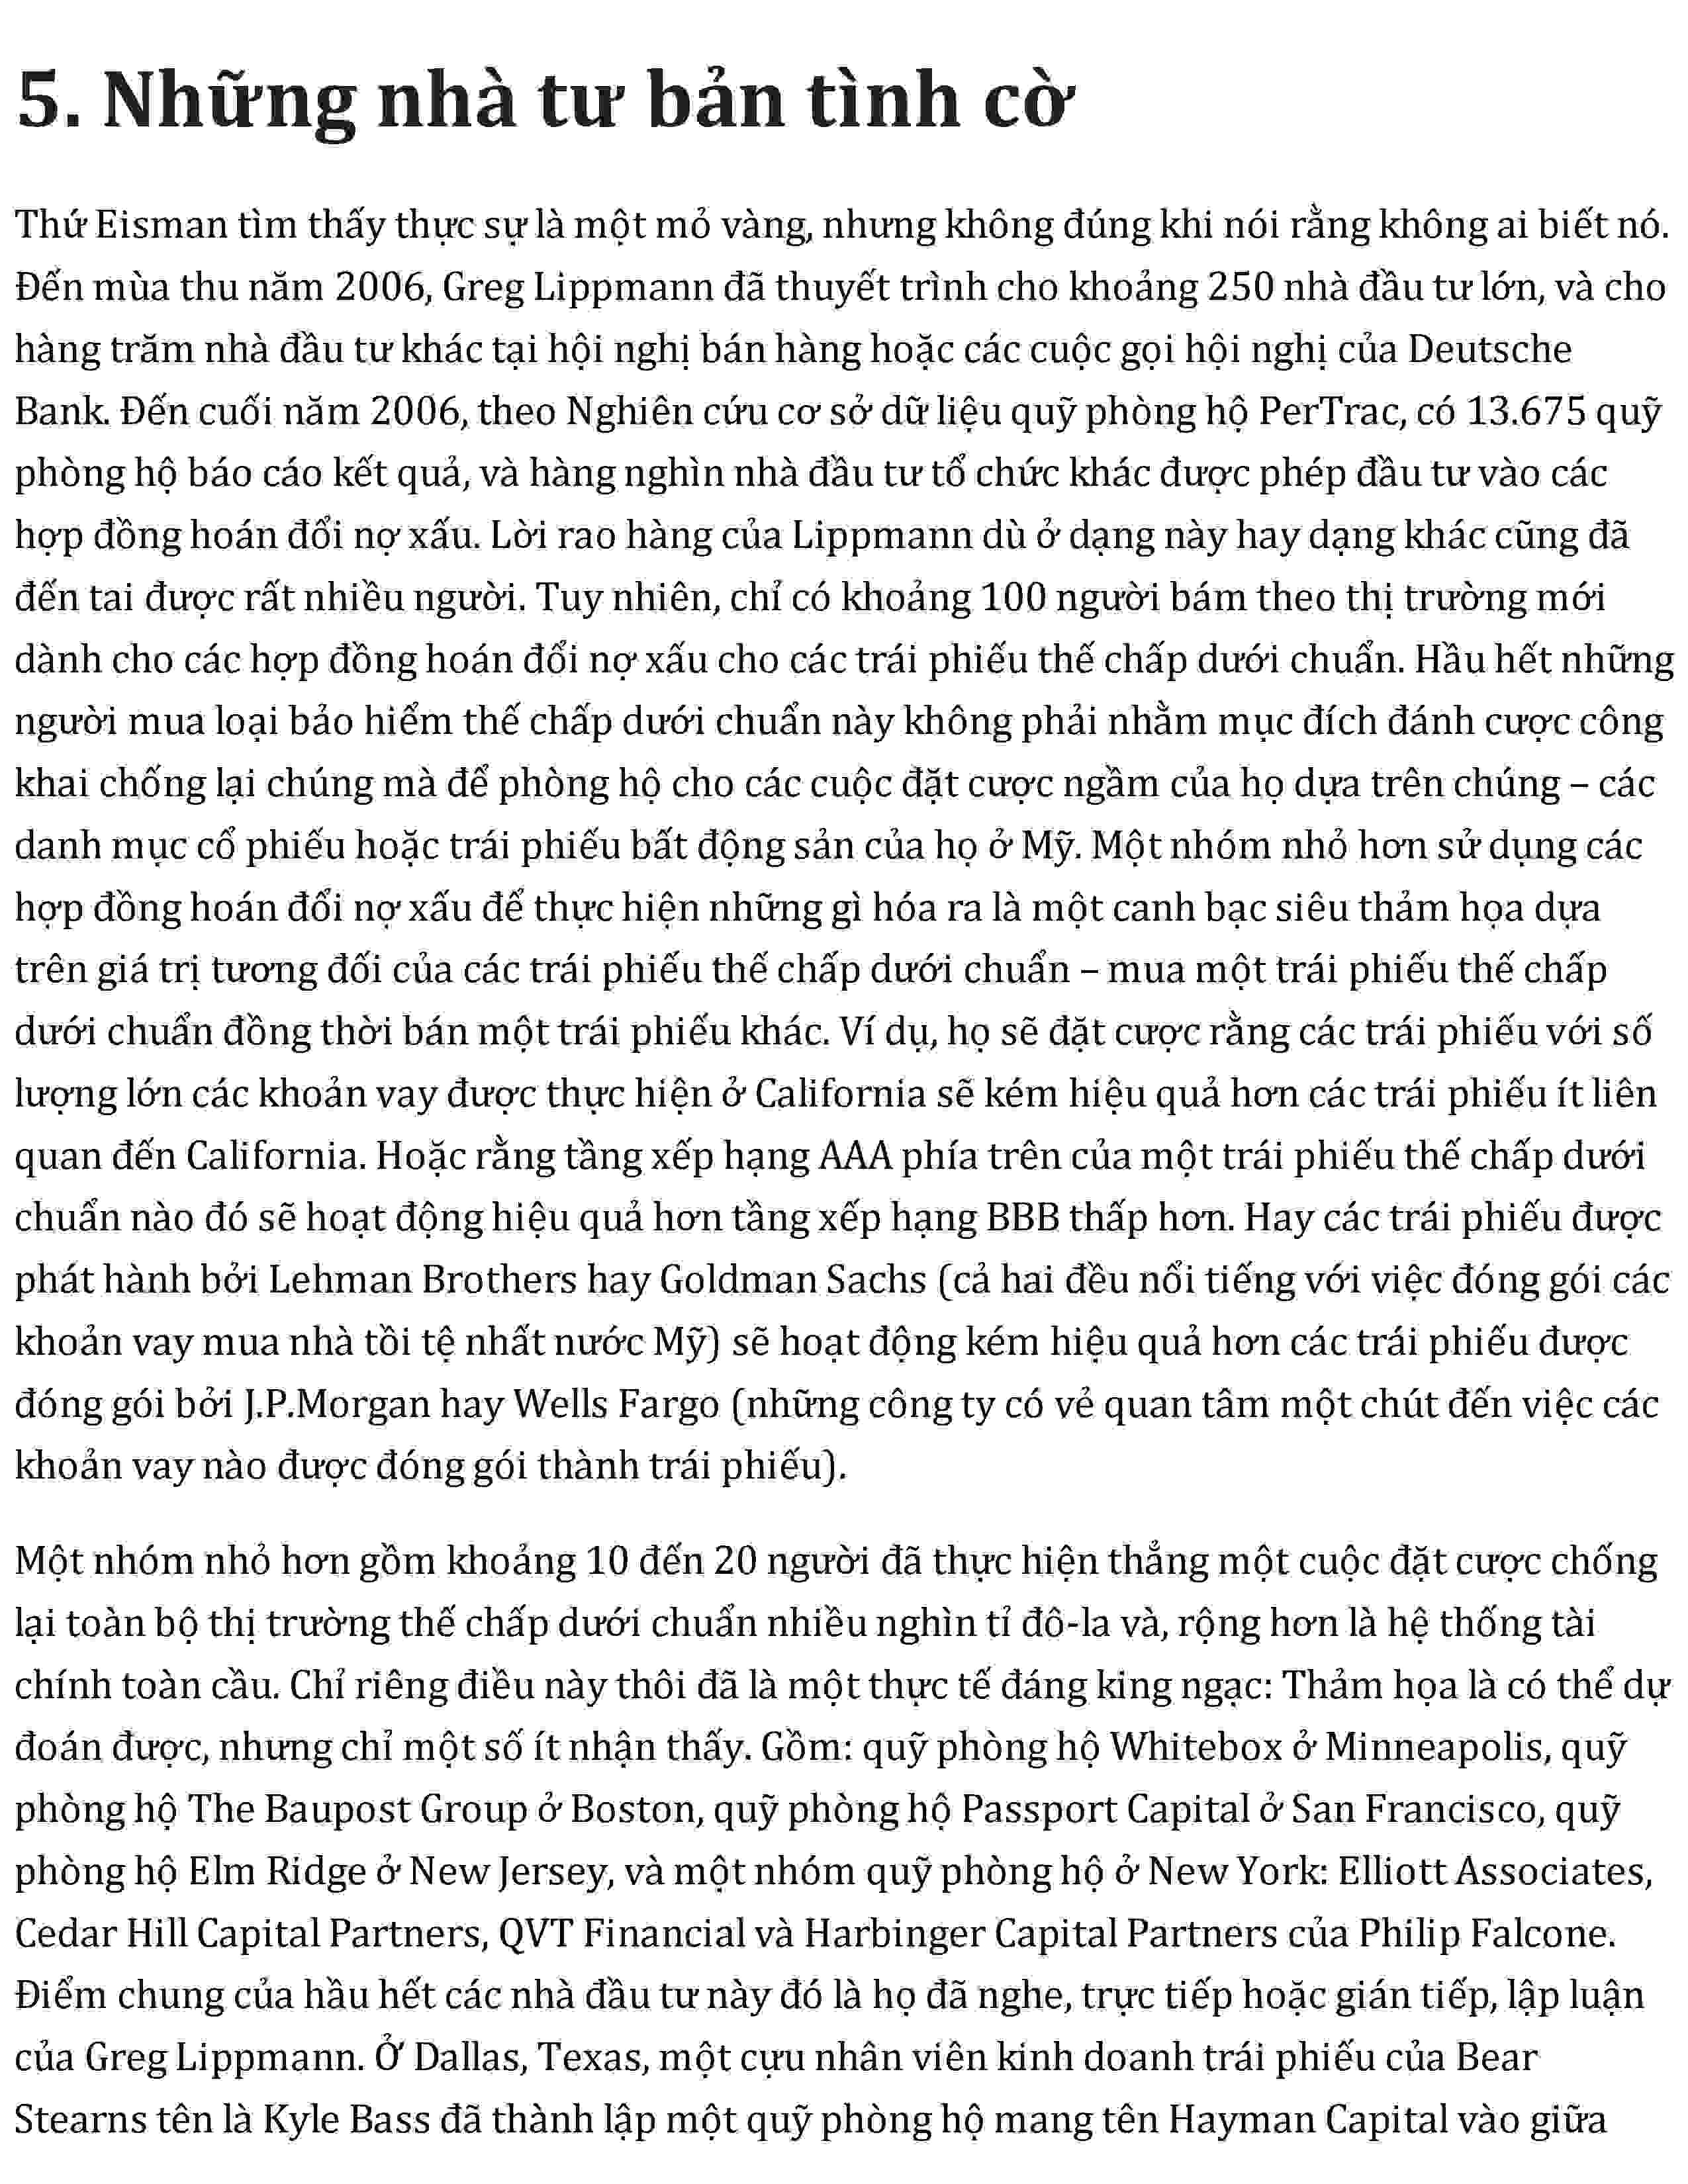 5. Những nhà tư bản tình cờ
Thứ Eisman tìm thấy thực sự là một mỏ vàng, nhưng không đúng khi nói rằng không ai biết nó.
Đến mùa thu năm 2006, Greg Lippmann đã thuyết trình cho khoảng 250 nhà đầu tư lớn, và cho
hàng trăm nhà đầu tư khác tại hội nghị bán hàng hoặc các cuộc gọi hội nghị của Deutsche
Bank. Đến cuối năm 2006, theo Nghiên cứu cơ sở dữ liệu quỹ phòng hộ PerTrac, có 13.675 quỹ
phòng hộ báo cáo kết quả, và hàng nghìn nhà đầu tư tổ chức khác được phép đầu tư vào các
hợp đồng hoán đổi nợ xấu. Lời rao hàng của Lippmann dù ở dạng này hay dạng khác cũng đã
đến tai được rất nhiều người. Tuy nhiên, chỉ có khoảng 100 người bám theo thị trường mới
dành cho các hợp đồng hoán đổi nợ xấu cho các trái phiếu thế chấp dưới chuẩn. Hầu hết những
người mua loại bảo hiểm thế chấp dưới chuẩn này không phải nhằm mục đích đánh cược công
khai chống lại chúng mà để phòng hộ cho các cuộc đặt cược ngầm của họ dựa trên chúng – các
danh mục cổ phiếu hoặc trái phiếu bất động sản của họ ở Mỹ. Một nhóm nhỏ hơn sử dụng các
hợp đồng hoán đổi nợ xấu để thực hiện những gì hóa ra là một canh bạc siêu thảm họa dựa
trên giá trị tương đối của các trái phiếu thế chấp dưới chuẩn – mua một trái phiếu thế chấp
dưới chuẩn đồng thời bán một trái phiếu khác. Ví dụ, họ sẽ đặt cược rằng các trái phiếu với số
lượng lớn các khoản vay được thực hiện ở California sẽ kém hiệu quả hơn các trái phiếu ít liên
quan đến California. Hoặc rằng tầng xếp hạng AAA phía trên của một trái phiếu thế chấp dưới
chuẩn nào đó sẽ hoạt động hiệu quả hơn tầng xếp hạng BBB thấp hơn. Hay các trái phiếu được
phát hành bởi Lehman Brothers hay Goldman Sachs (cả hai đều nổi tiếng với việc đóng gói các
khoản vay mua nhà tồi tệ nhất nước Mỹ) sẽ hoạt động kém hiệu quả hơn các trái phiếu được
đóng gói bởi J.P.Morgan hay Wells Fargo (những công ty có vẻ quan tâm một chút đến việc các
khoản vay nào được đóng gói thành trái phiếu).
Một nhóm nhỏ hơn gồm khoảng 10 đến 20 người đã thực hiện thẳng một cuộc đặt cược chống
lại toàn bộ thị trường thế chấp dưới chuẩn nhiều nghìn tỉ đô-la và, rộng hơn là hệ thống tài
chính toàn cầu. Chỉ riêng điều này thôi đã là một thực tế đáng king ngạc: Thảm họa là có thể dự
đoán được, nhưng chỉ một số ít nhận thấy. Gồm: quỹ phòng hộ Whitebox ở Minneapolis, quỹ
phòng hộ The Baupost Group ở Boston, quỹ phòng hộ Passport Capital ở San Francisco, quỹ
phòng hộ Elm Ridge ở New Jersey, và một nhóm quỹ phòng hộ ở New York: Elliott Associates,
Cedar Hill Capital Partners, QVT Financial và Harbinger Capital Partners của Philip Falcone.
Điểm chung của hầu hết các nhà đầu tư này đó là họ đã nghe, trực tiếp hoặc gián tiếp, lập luận
của Greg Lippmann. Ở Dallas, Texas, một cựu nhân viên kinh doanh trái phiếu của Bear
Stearns tên là Kyle Bass đã thành lập một quỹ phòng hộ mang tên Hayman Capital vào giữa